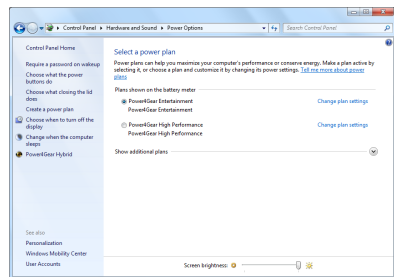 Control Panel ▸ Hardware and Sound ▸ Power Options
Search Control Panel
Control Panel Home
Require a password on wakeup
Choose what the power
buttons do
Choose what closing the lid
does
Create a power plan
Choose when to turn off the
display
Change when the computer
sleeps
Power4Gear Hybrid
See also
Personalization
Windows Mobility Center
User Accounts
Select a power plan
Power plans can help you maximize your computer's performance or conserve energy. Make a plan active by
selecting it, or choose a plan and customize it by changing its power settings. Tell me more about power
plans
Plans shown on the battery meter
Power4Gear Entertainment Change plan settings
Power4Gear Entertainment
Power4Gear High Performance Change plan settings
Power4Gear High Performance
Show additional plans
Screen brightness: